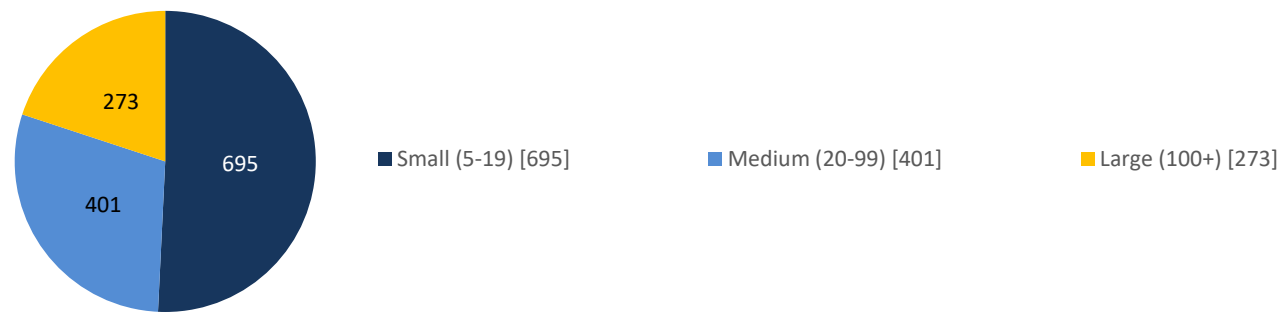 273
695
401
Small (5-19) [695]
Medium (20-99) [401]
Large (100+) [273]